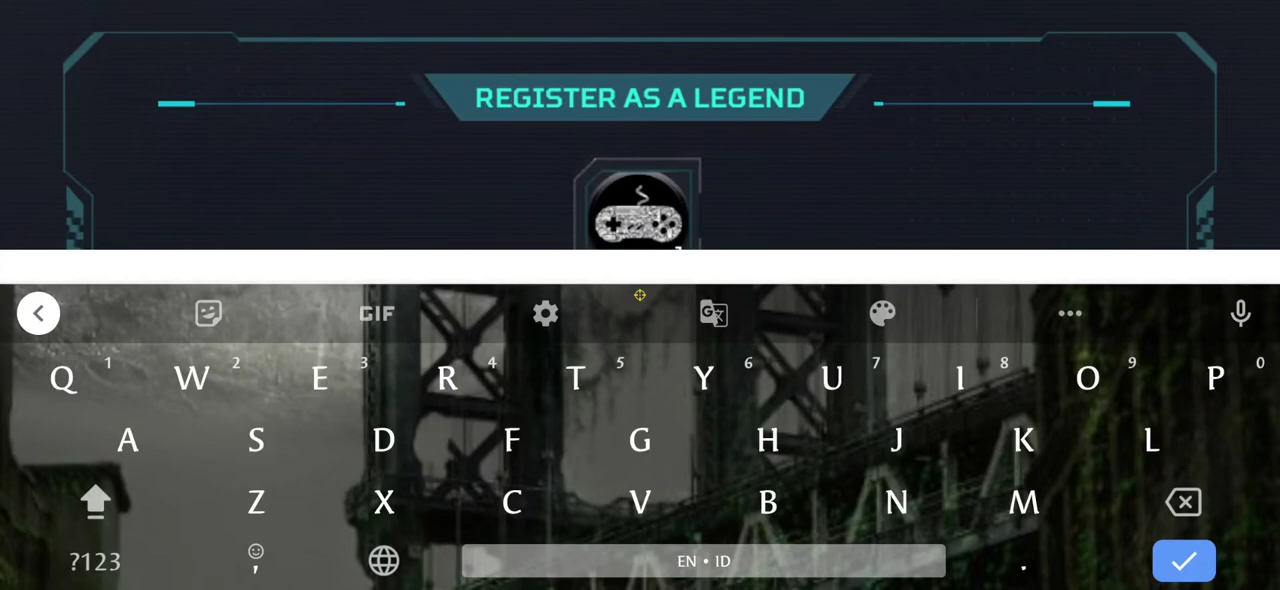 REGISTER AS A LEGEND
GIF
Q 1 W 2 E 3 R 4 T 5 Y 6 U 7 I 8 O 9 P 0
A S D F G H J K L
Z X C V B N M
?123 , EN • ID .